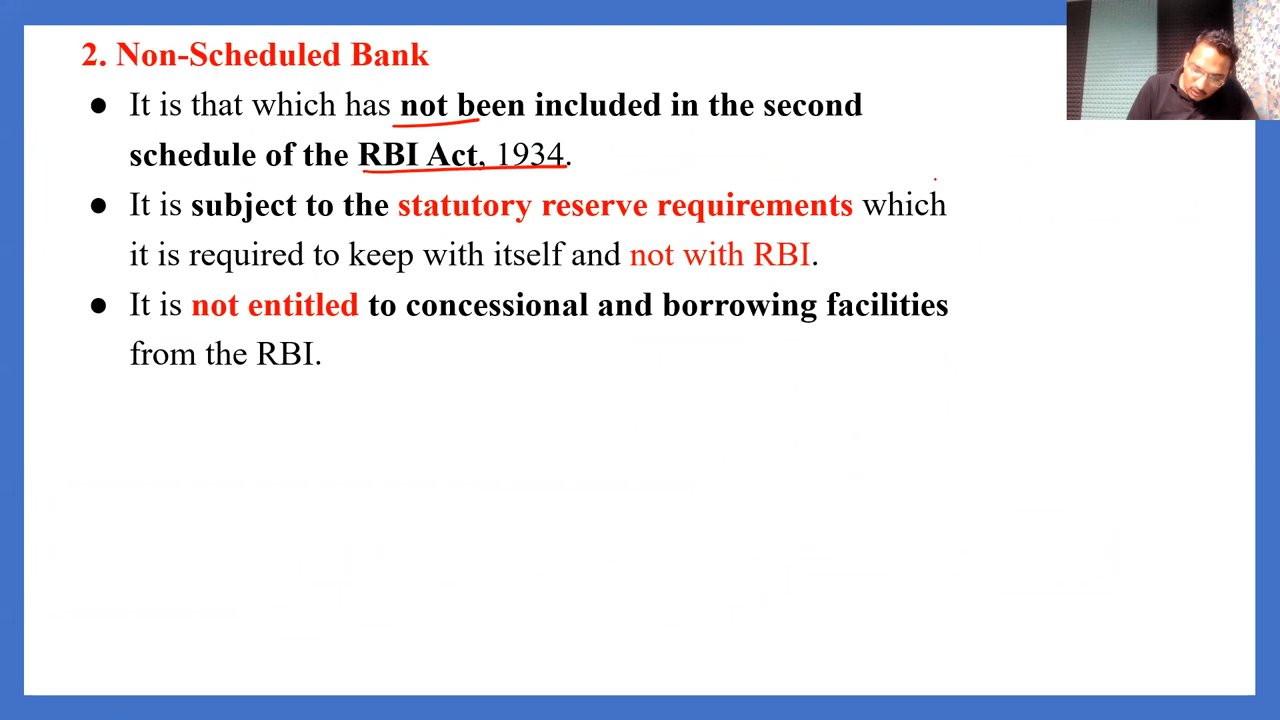 2. Non-Scheduled Bank
● It is that which has not been included in the second
schedule of the RBI Act, 1934.
● It is subject to the statutory reserve requirements which
it is required to keep with itself and not with RBI.
● It is not entitled to concessional and borrowing facilities
from the RBI.